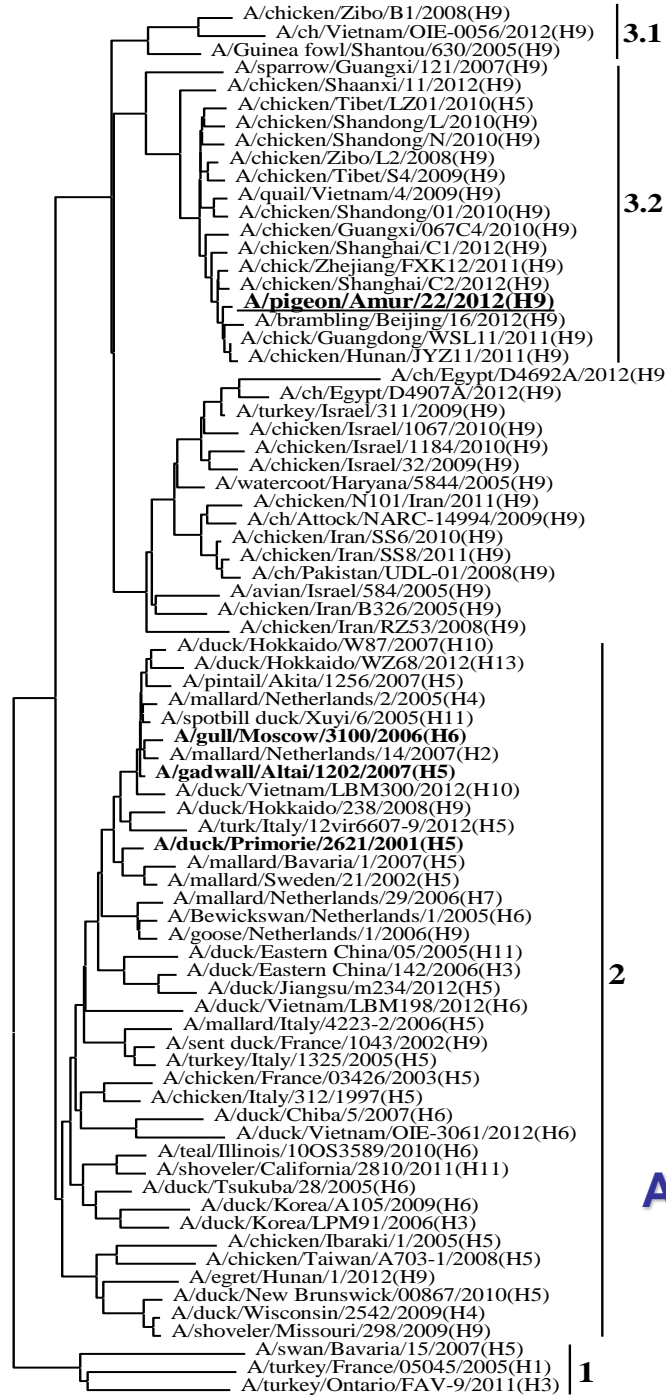 A/chicken/Zibo/B1/2008(H9)
A/ch/Vietnam/OIE-0056/2012(H9)
3.1
A/Guinea fowl/Shantou/630/2005(H9)
A/sparrow/Guangxi/121/2007(H9)
A/chicken/Shaanxi/11/2012(H9)
A/chicken/Tibet/LZ01/2010(H5)
A/chicken/Shandong/L/2010(H9)
A/chicken/Shandong/N/2010(H9)
A/chicken/Zibo/L2/2008(H9)
A/chicken/Tibet/S4/2009(H9)
A/quail/Vietnam/4/2009(H9)
3.2
A/chicken/Shandong/01/2010(H9)
A/chicken/Guangxi/067C4/2010(H9)
A/chicken/Shanghai/C1/2012(H9)
A/chick/Zhejiang/FXK12/2011(H9)
A/chicken/Shanghai/C2/2012(H9)
A/pigeon/Amur/22/2012(H9)
A/brambling/Beijing/16/2012(H9)
A/chick/Guangdong/WSL11/2011(H9)
A/chicken/Hunan/JYZ11/2011(H9)
A/ch/Egypt/D4692A/2012(H9
A/ch/Egypt/D4907A/2012(H9)
A/turkey/Israel/311/2009(H9)
A/chicken/Israel/1067/2010(H9)
A/chicken/Israel/1184/2010(H9)
A/chicken/Israel/32/2009(H9)
A/watercoot/Haryana/5844/2005(H9)
A/chicken/N101/Iran/2011(H9)
A/ch/Attock/NARC-14994/2009(H9)
A/chicken/Iran/SS6/2010(H9)
A/chicken/Iran/SS8/2011(H9)
A/ch/Pakistan/UDL-01/2008(H9)
A/avian/Israel/584/2005(H9)
A/chicken/Iran/B326/2005(H9)
A/chicken/Iran/RZ53/2008(H9)
A/duck/Hokkaido/W87/2007(H10)
A/duck/Hokkaido/WZ68/2012(H13)
A/pintail/Akita/1256/2007(H5)
A/mallard/Netherlands/2/2005(H4)
A/spotbill duck/Xuyi/6/2005(H11)
A/gull/Moscow/3100/2006(H6)
A/mallard/Netherlands/14/2007(H2)
A/gadwall/Altai/1202/2007(H5)
A/duck/Vietnam/LBM300/2012(H10)
A/duck/Hokkaido/238/2008(H9)
A/turk/Italy/12vir6607-9/2012(H5)
A/duck/Primorie/2621/2001(H5)
A/mallard/Bavaria/1/2007(H5)
A/mallard/Sweden/21/2002(H5)
A/mallard/Netherlands/29/2006(H7)
A/Bewickswan/Netherlands/1/2005(H6)
A/goose/Netherlands/1/2006(H9)
A/duck/Eastern China/05/2005(H11)
A/duck/Eastern China/142/2006(H3)
2
A/duck/Jiangsu/m234/2012(H5)
A/duck/Vietnam/LBM198/2012(H6)
A/mallard/Italy/4223-2/2006(H5)
A/sent duck/France/1043/2002(H9)
A/turkey/Italy/1325/2005(H5)
A/chicken/France/03426/2003(H5)
A/chicken/Italy/312/1997(H5)
A/duck/Chiba/5/2007(H6)
A/duck/Vietnam/OIE-3061/2012(H6)
A/teal/Illinois/10OS3589/2010(H6)
A/shoveler/California/2810/2011(H11)
A/duck/Tsukuba/28/2005(H6)
A
A/duck/Korea/A105/2009(H6)
A/duck/Korea/LPM91/2006(H3)
A/chicken/Ibaraki/1/2005(H5)
A/chicken/Taiwan/A703-1/2008(H5)
A/egret/Hunan/1/2012(H9)
A/duck/New Brunswick/00867/2010(H5)
A/duck/Wisconsin/2542/2009(H4)
A/shoveler/Missouri/298/2009(H9)
A/swan/Bavaria/15/2007(H5)
A/turkey/France/05045/2005(H1)
1
A/turkey/Ontario/FAV-9/2011(H3)